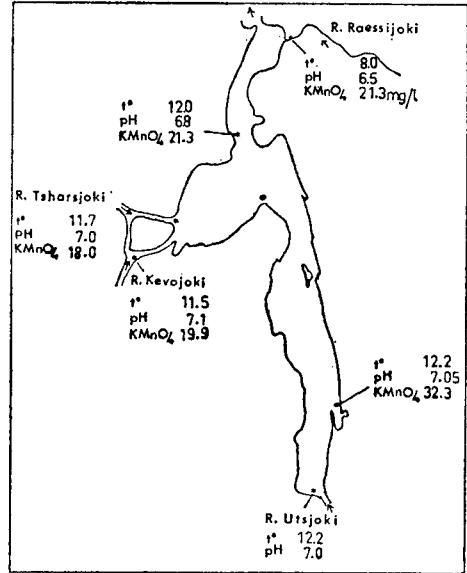 R. Raessijoki
t° 8.0
pH 6.5
KMnO4 21.3mg/l
t° 12.0
pH 6.8
KMnO4 21.3
R. Tsharsjoki
t° 11.7
pH 7.0
KMnO4 18.0
R. Kevojoki
t° 11.5
pH 7.1
KMnO4 19.9
t° 12.2
pH 7.05
KMnO4 32.3
R. Utsjoki
t° 12.2
pH 7.0